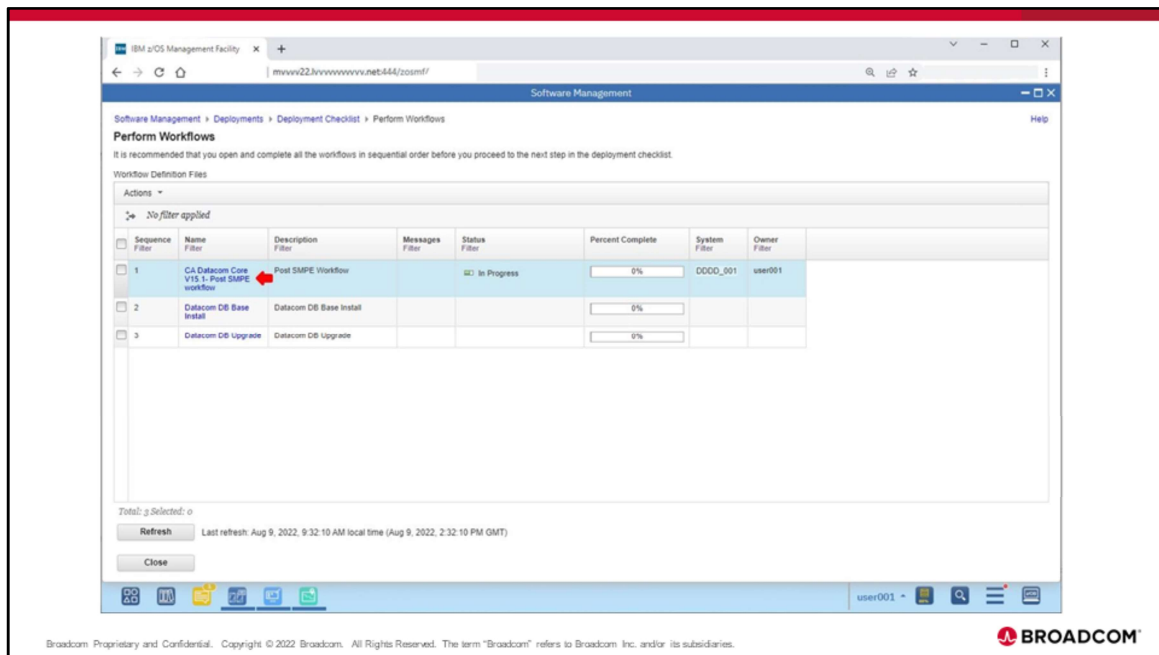 IBM z/OS Management Facility
mvvvv22.lvvvvvvvvvv.net:444/zosmf/
Software Management
Software Management ▸ Deployments ▸ Deployment Checklist ▸ Perform Workflows
Help
Perform Workflows
It is recommended that you open and complete all the workflows in sequential order before you proceed to the next step in the deployment checklist.
Workflow Definition Files
Actions
No filter applied
Sequence Name Description Messages Status Percent Complete System Owner
Filter Filter Filter Filter Filter Filter Filter
1 CA Datacom Core Post SMPE Workflow In Progress 0% DDDD_001 user001
V15.1- Post SMPE
workflow
2 Datacom DB Base Datacom DB Base Install 0%
Install
3 Datacom DB Upgrade Datacom DB Upgrade 0%
Total: 3 Selected: 0
Refresh Last refresh: Aug 9, 2022, 9:32:10 AM local time (Aug 9, 2022, 2:32:10 PM GMT)
Close
user001
Broadcom Proprietary and Confidential. Copyright © 2022 Broadcom. All Rights Reserved. The term "Broadcom" refers to Broadcom Inc. and/or its subsidiaries.
BROADCOM